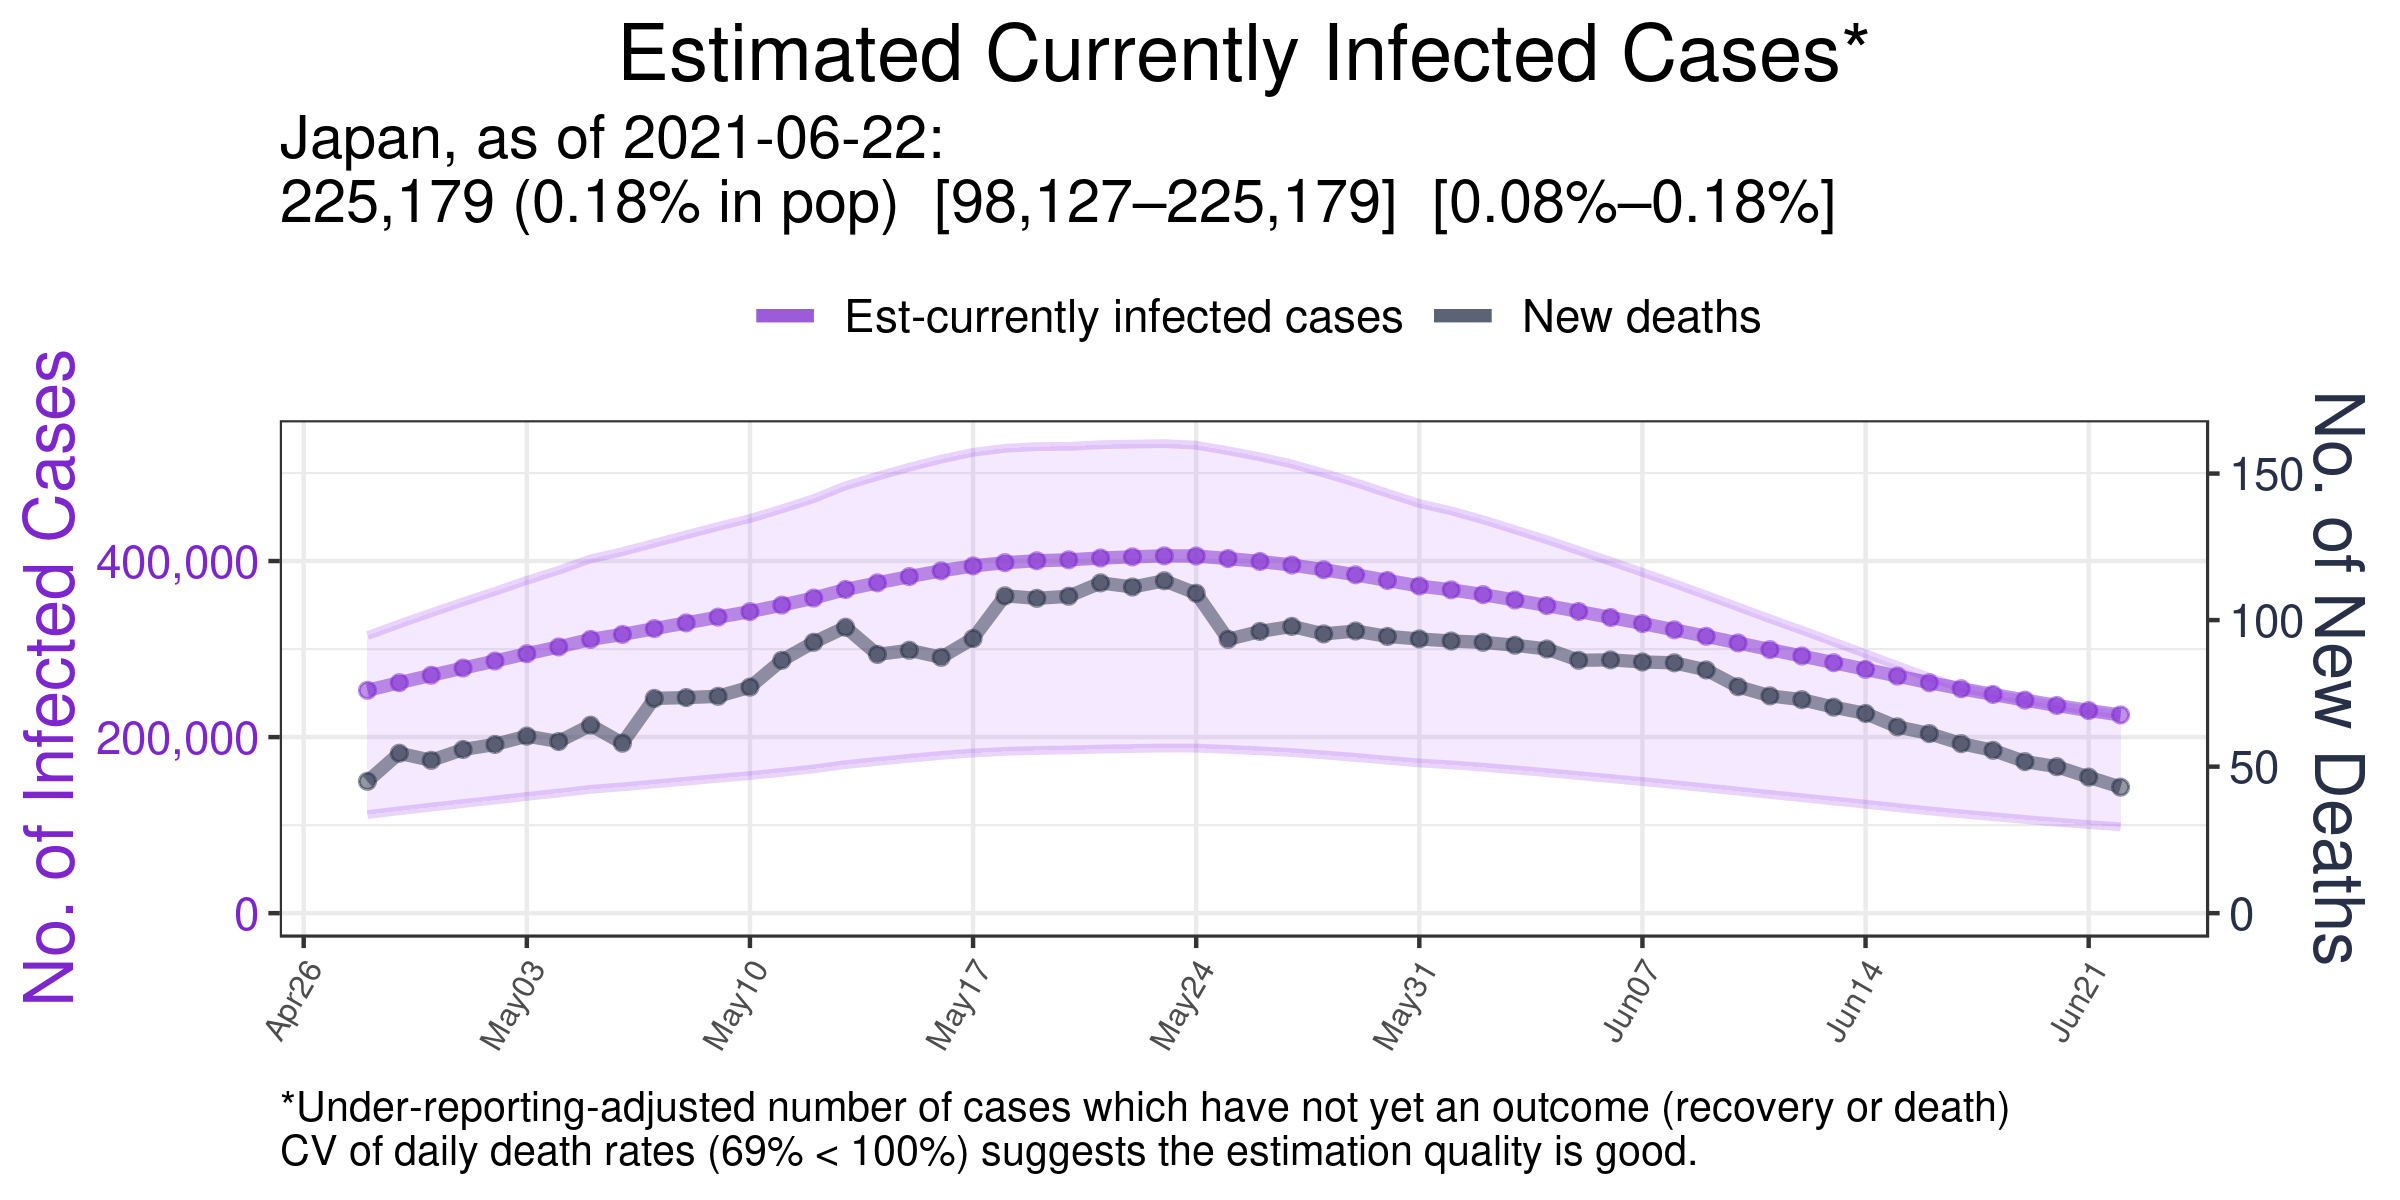 Estimated Currently Infected Cases*
Japan, as of 2021-06-22:
225,179 (0.18% in pop)  [98,127–225,179]  [0.08%–0.18%]
Est-currently infected cases
New deaths
No. of Infected Cases
400,000
200,000
0
150
100
50
0
No. of New Deaths
Apr26
May03
May10
May17
May24
May31
Jun07
Jun14
Jun21
*Under-reporting-adjusted number of cases which have not yet an outcome (recovery or death)
CV of daily death rates (69% < 100%) suggests the estimation quality is good.